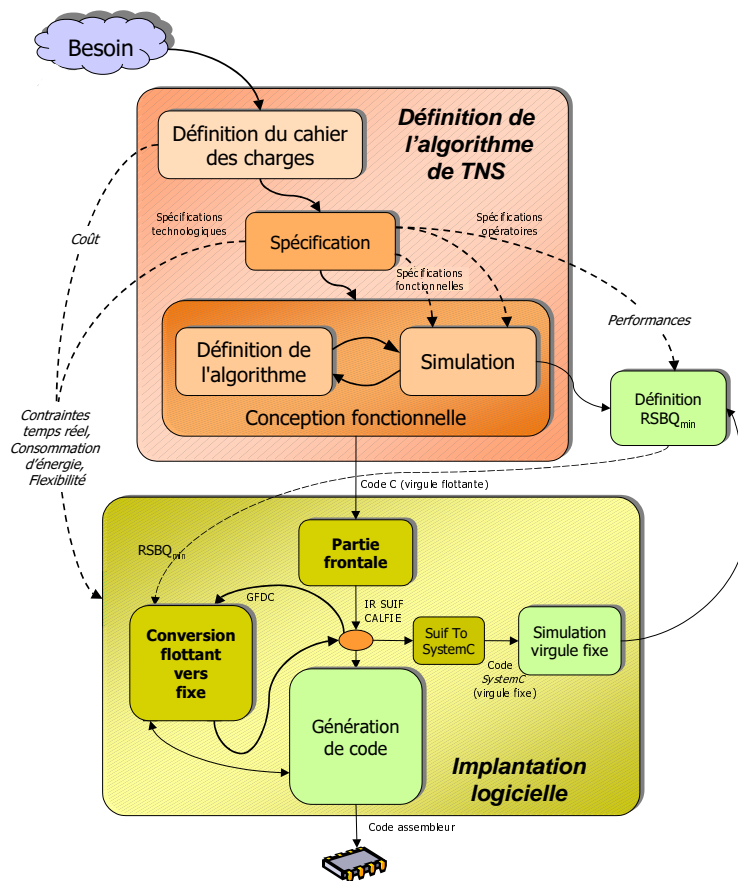 Besoin
Définition du cahier
des charges
Définition de
l'algorithme
de TNS
Spécifications
technologiques
Spécifications
opératoires
Coût
Spécification
Spécifications
fonctionnelles
Performances
Définition de
l'algorithme
Simulation
Conception fonctionnelle
Définition
RSBQmin
Contraintes
temps réel,
Consommation
d'énergie,
Flexibilité
Code C (virgule flottante)
RSBQmin
Partie
frontale
GFDC
IR SUIF
CALFIE
Conversion
flottant
vers
fixe
Suif To
SystemC
Simulation
virgule fixe
Code
SystemC
(virgule fixe)
Génération
de code
Implantation
logicielle
Code assembleur